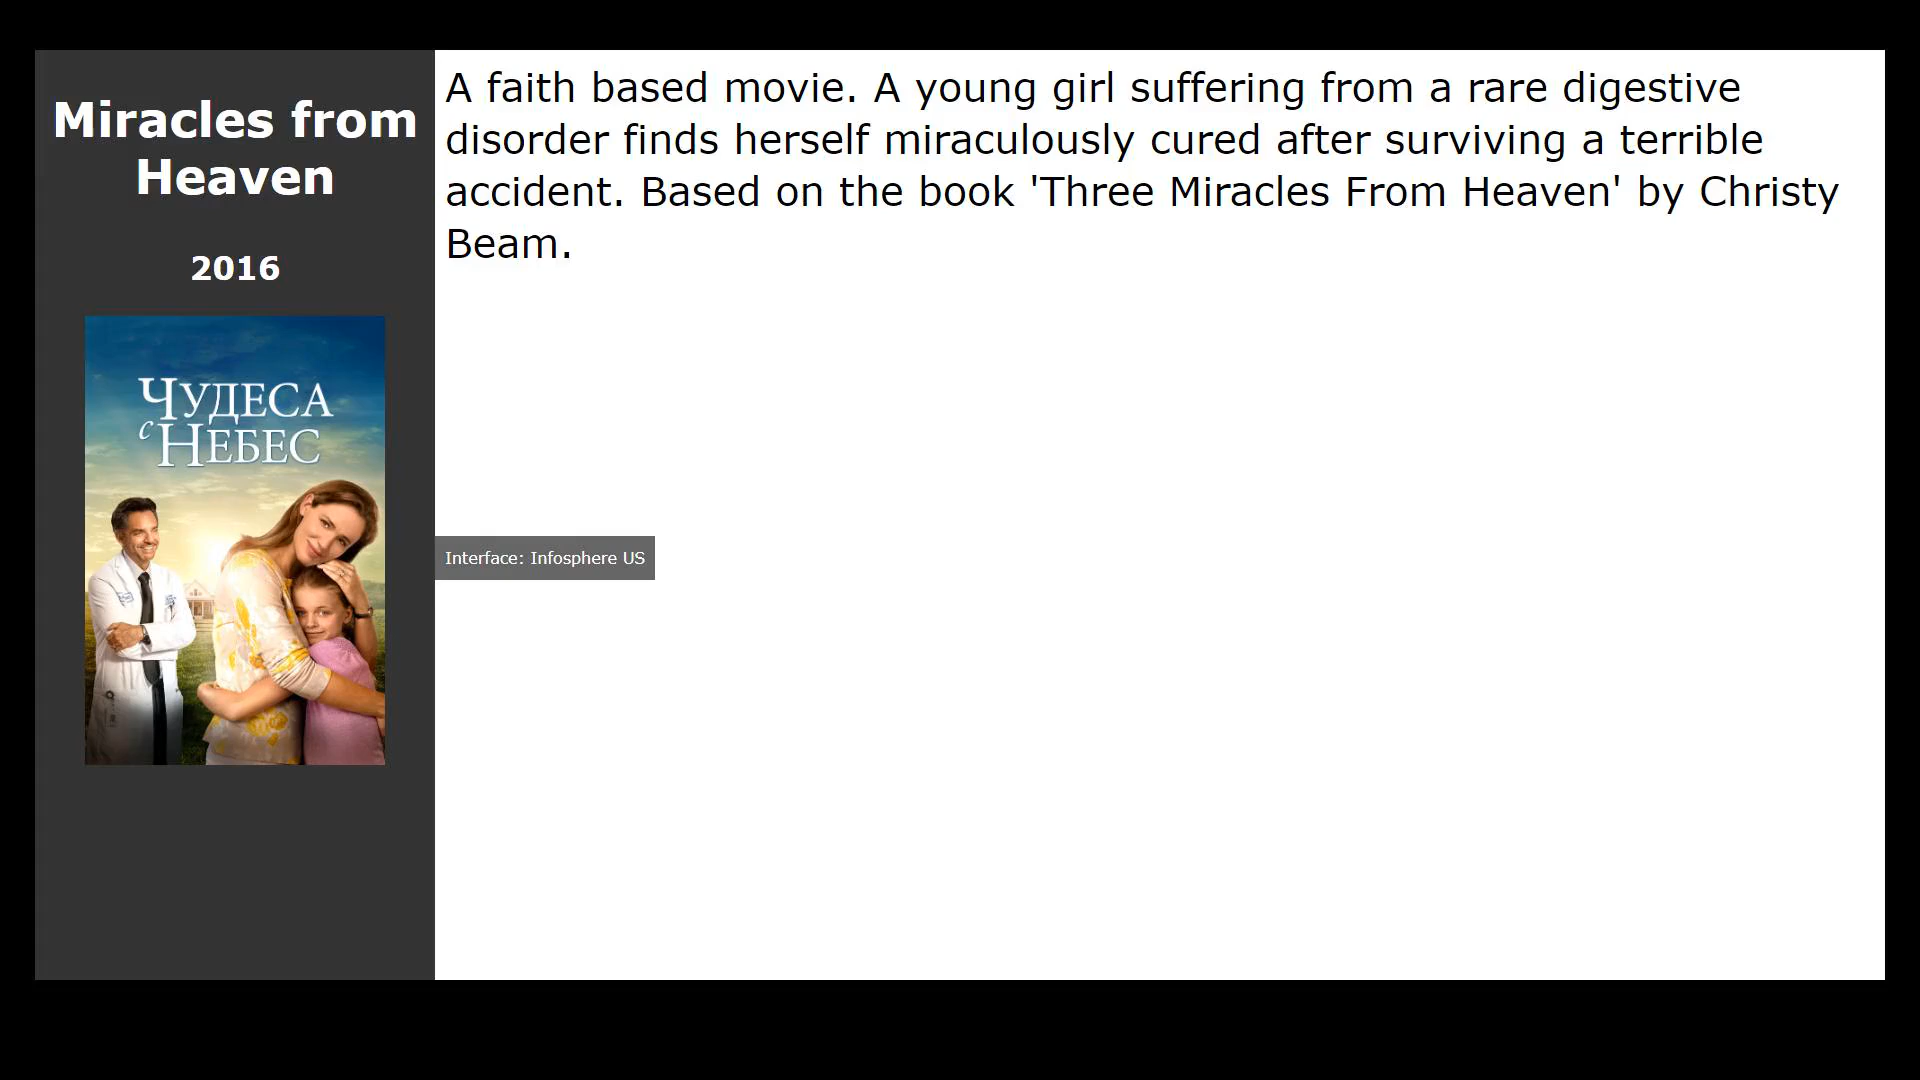 Miracles from
Heaven
2016
ЧУДЕСА
с НЕБЕС
A faith based movie. A young girl suffering from a rare digestive
disorder finds herself miraculously cured after surviving a terrible
accident. Based on the book 'Three Miracles From Heaven' by Christy
Beam.
Interface: Infosphere US